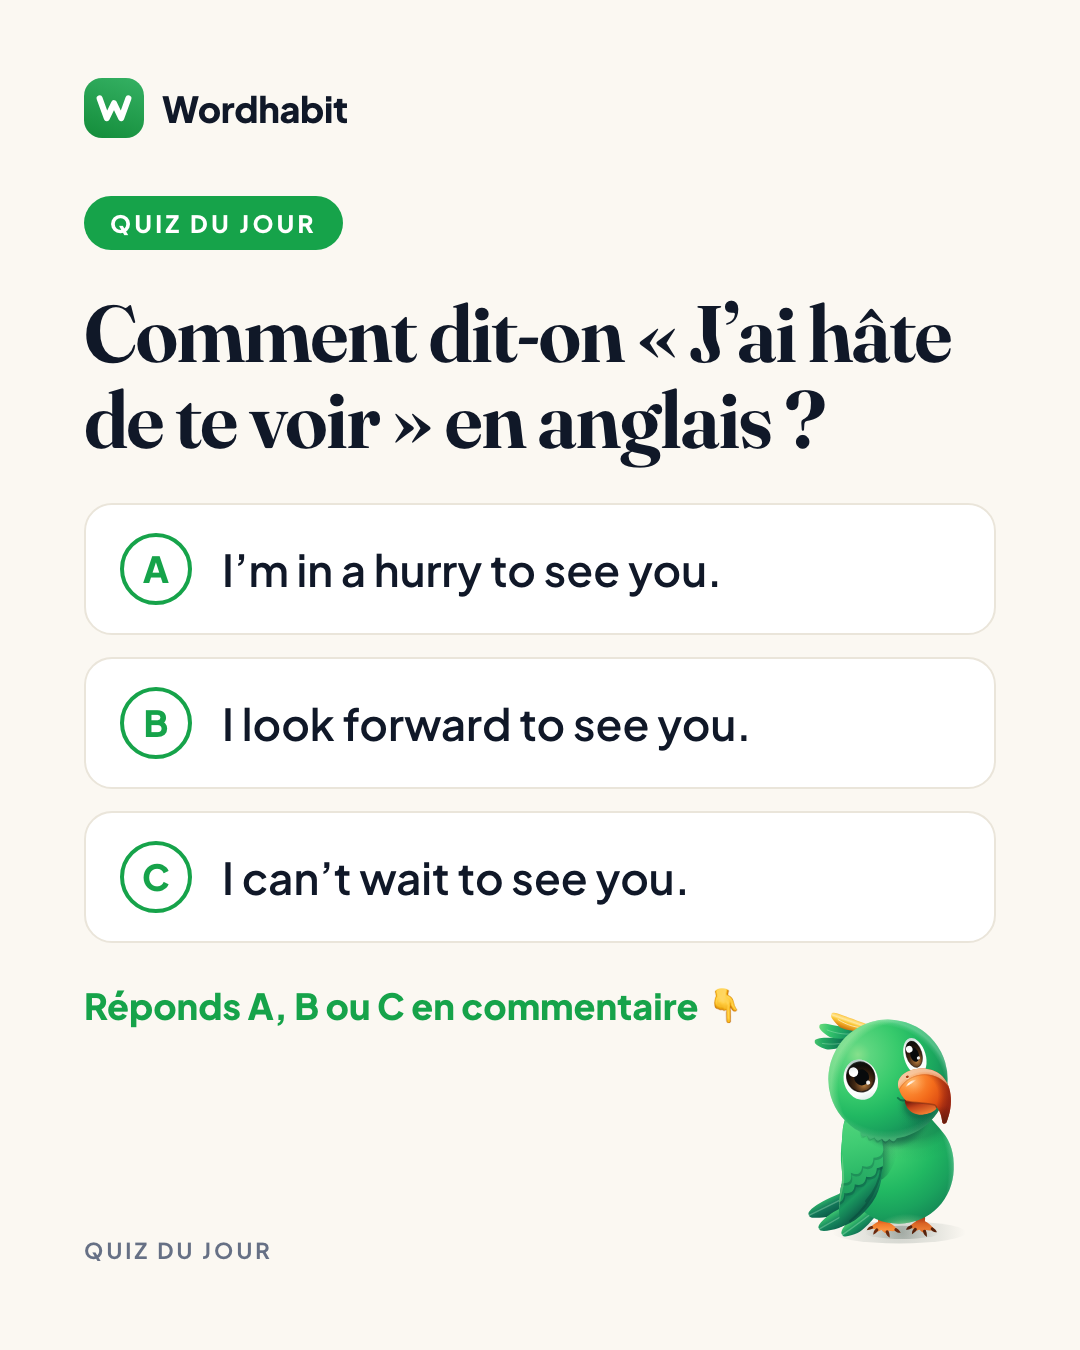 W
Wordhabit
QUIZ DU JOUR
Comment dit-on « J’ai hâte
de te voir » en anglais ?
A I’m in a hurry to see you.
B I look forward to see you.
C I can’t wait to see you.
Réponds A, B ou C en commentaire 👇
QUIZ DU JOUR